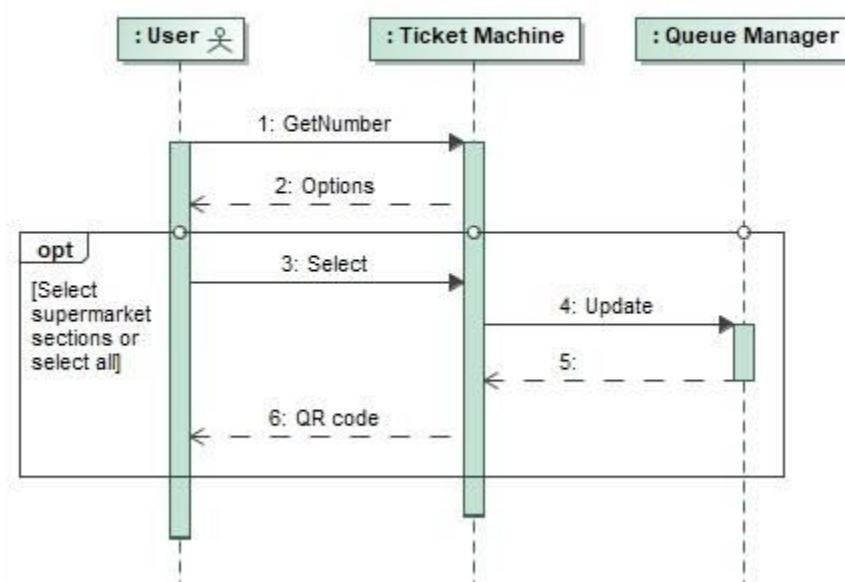 : User
: Ticket Machine
: Queue Manager
1: GetNumber
2: Options
opt
3: Select
[Select
supermarket
sections or
select all]
4: Update
5:
6: QR code